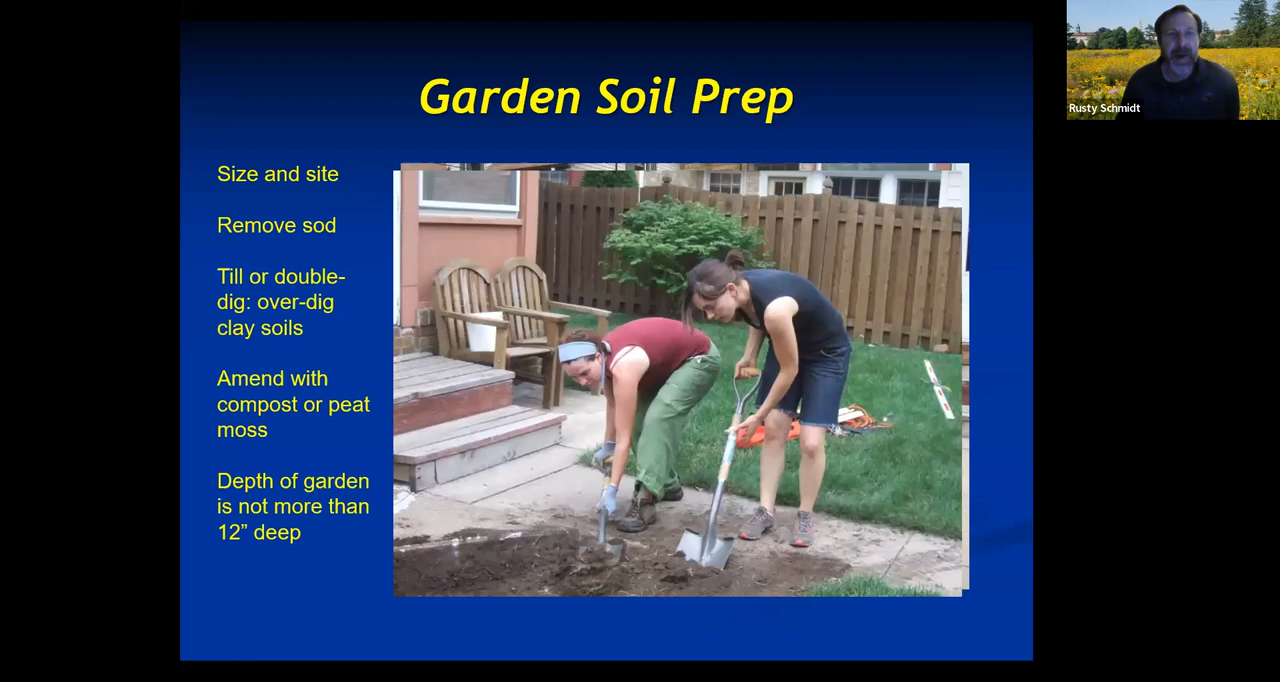 Garden Soil Prep
Rusty Schmidt
Size and site
Remove sod
Till or double-
dig: over-dig
clay soils
Amend with
compost or peat
moss
Depth of garden
is not more than
12” deep